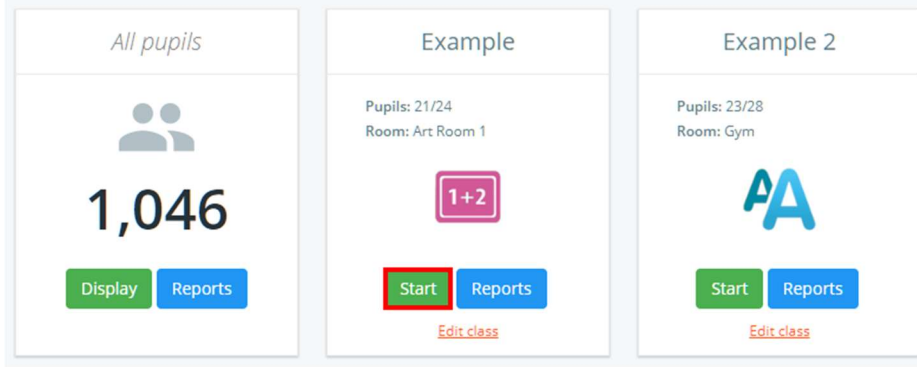 All pupils
1,046
Display Reports
Example
Pupils: 21/24
Room: Art Room 1
1+2
Start Reports
Edit class
Example 2
Pupils: 23/28
Room: Gym
AA
Start Reports
Edit class